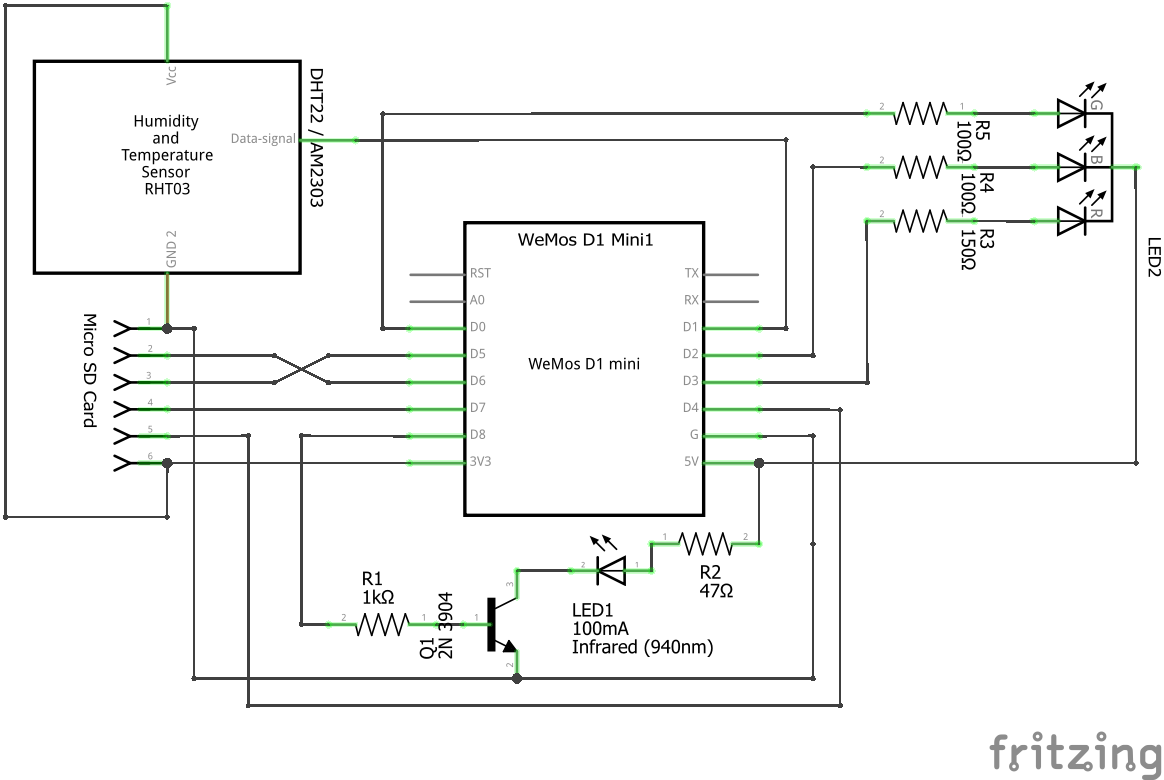 Vcc
Humidity
and
Temperature
Sensor
RHT03
Data-signal
GND 2
DHT22 / AM2303
Micro SD Card
1
2
3
4
5
6
WeMos D1 Mini1
WeMos D1 mini
RST
A0
D0
D5
D6
D7
D8
3V3
TX
RX
D1
D2
D3
D4
G
5V
2
1
R5
100Ω
G
2
1
R4
100Ω
B
2
1
R3
150Ω
R
LED2
R1
1kΩ
2
1
Q1
2N 3904
1
3
2
2
1
LED1
100mA
Infrared (940nm)
1
2
R2
47Ω
fritzing